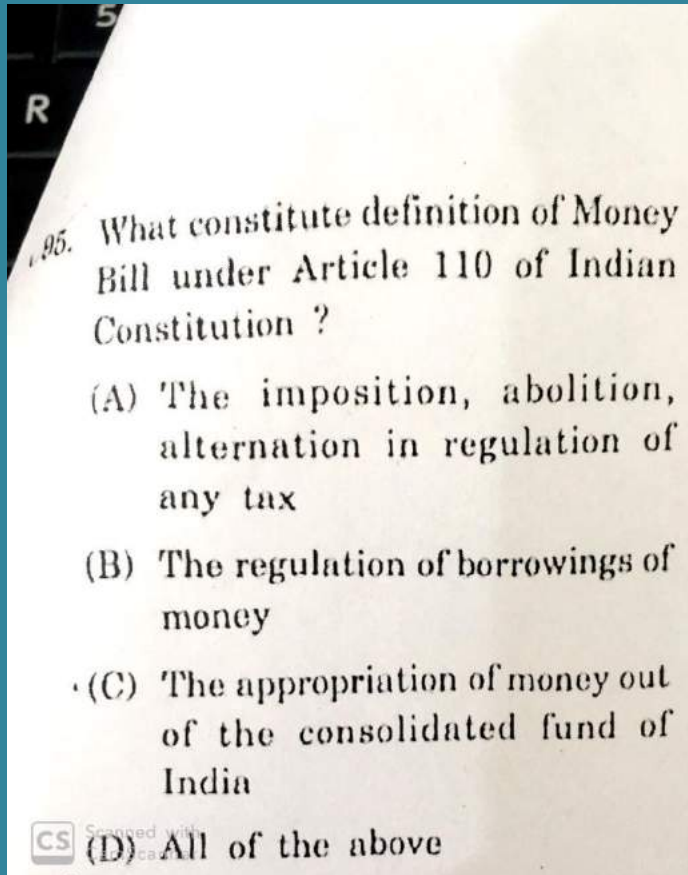 5
R
95. What constitute definition of Money
Bill under Article 110 of Indian
Constitution ?
(A) The imposition, abolition,
alternation in regulation of
any tax
(B) The regulation of borrowings of
money
(C) The appropriation of money out
of the consolidated fund of
India
CS Scanned with
(D) All of the above